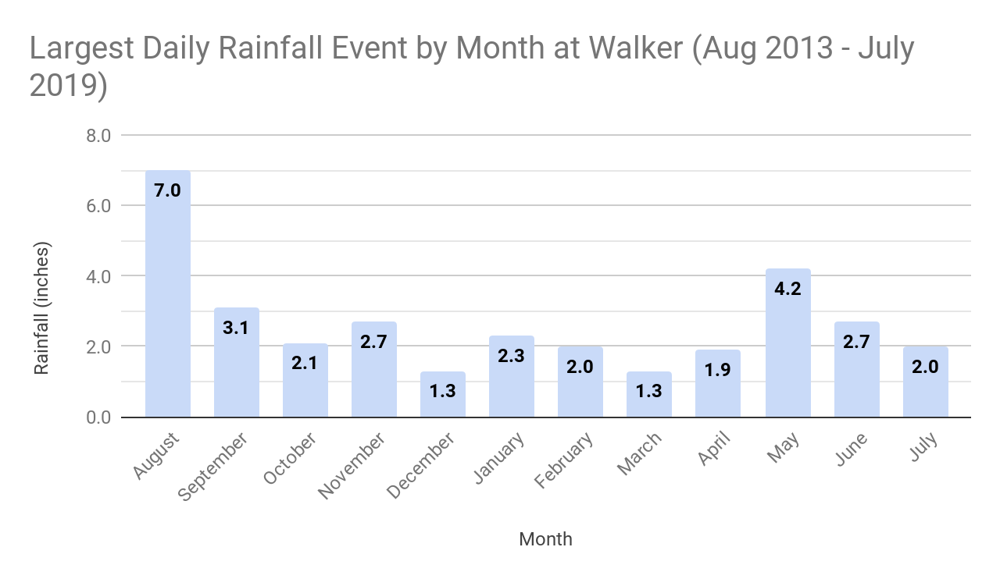 Largest Daily Rainfall Event by Month at Walker (Aug 2013 - July
2019)
8.0
6.0
4.0
2.0
0.0
Rainfall (inches)
7.0
3.1
2.1
2.7
1.3
2.3
2.0
1.3
1.9
4.2
2.7
2.0
August
September
October
November
December
January
February
March
April
May
June
July
Month